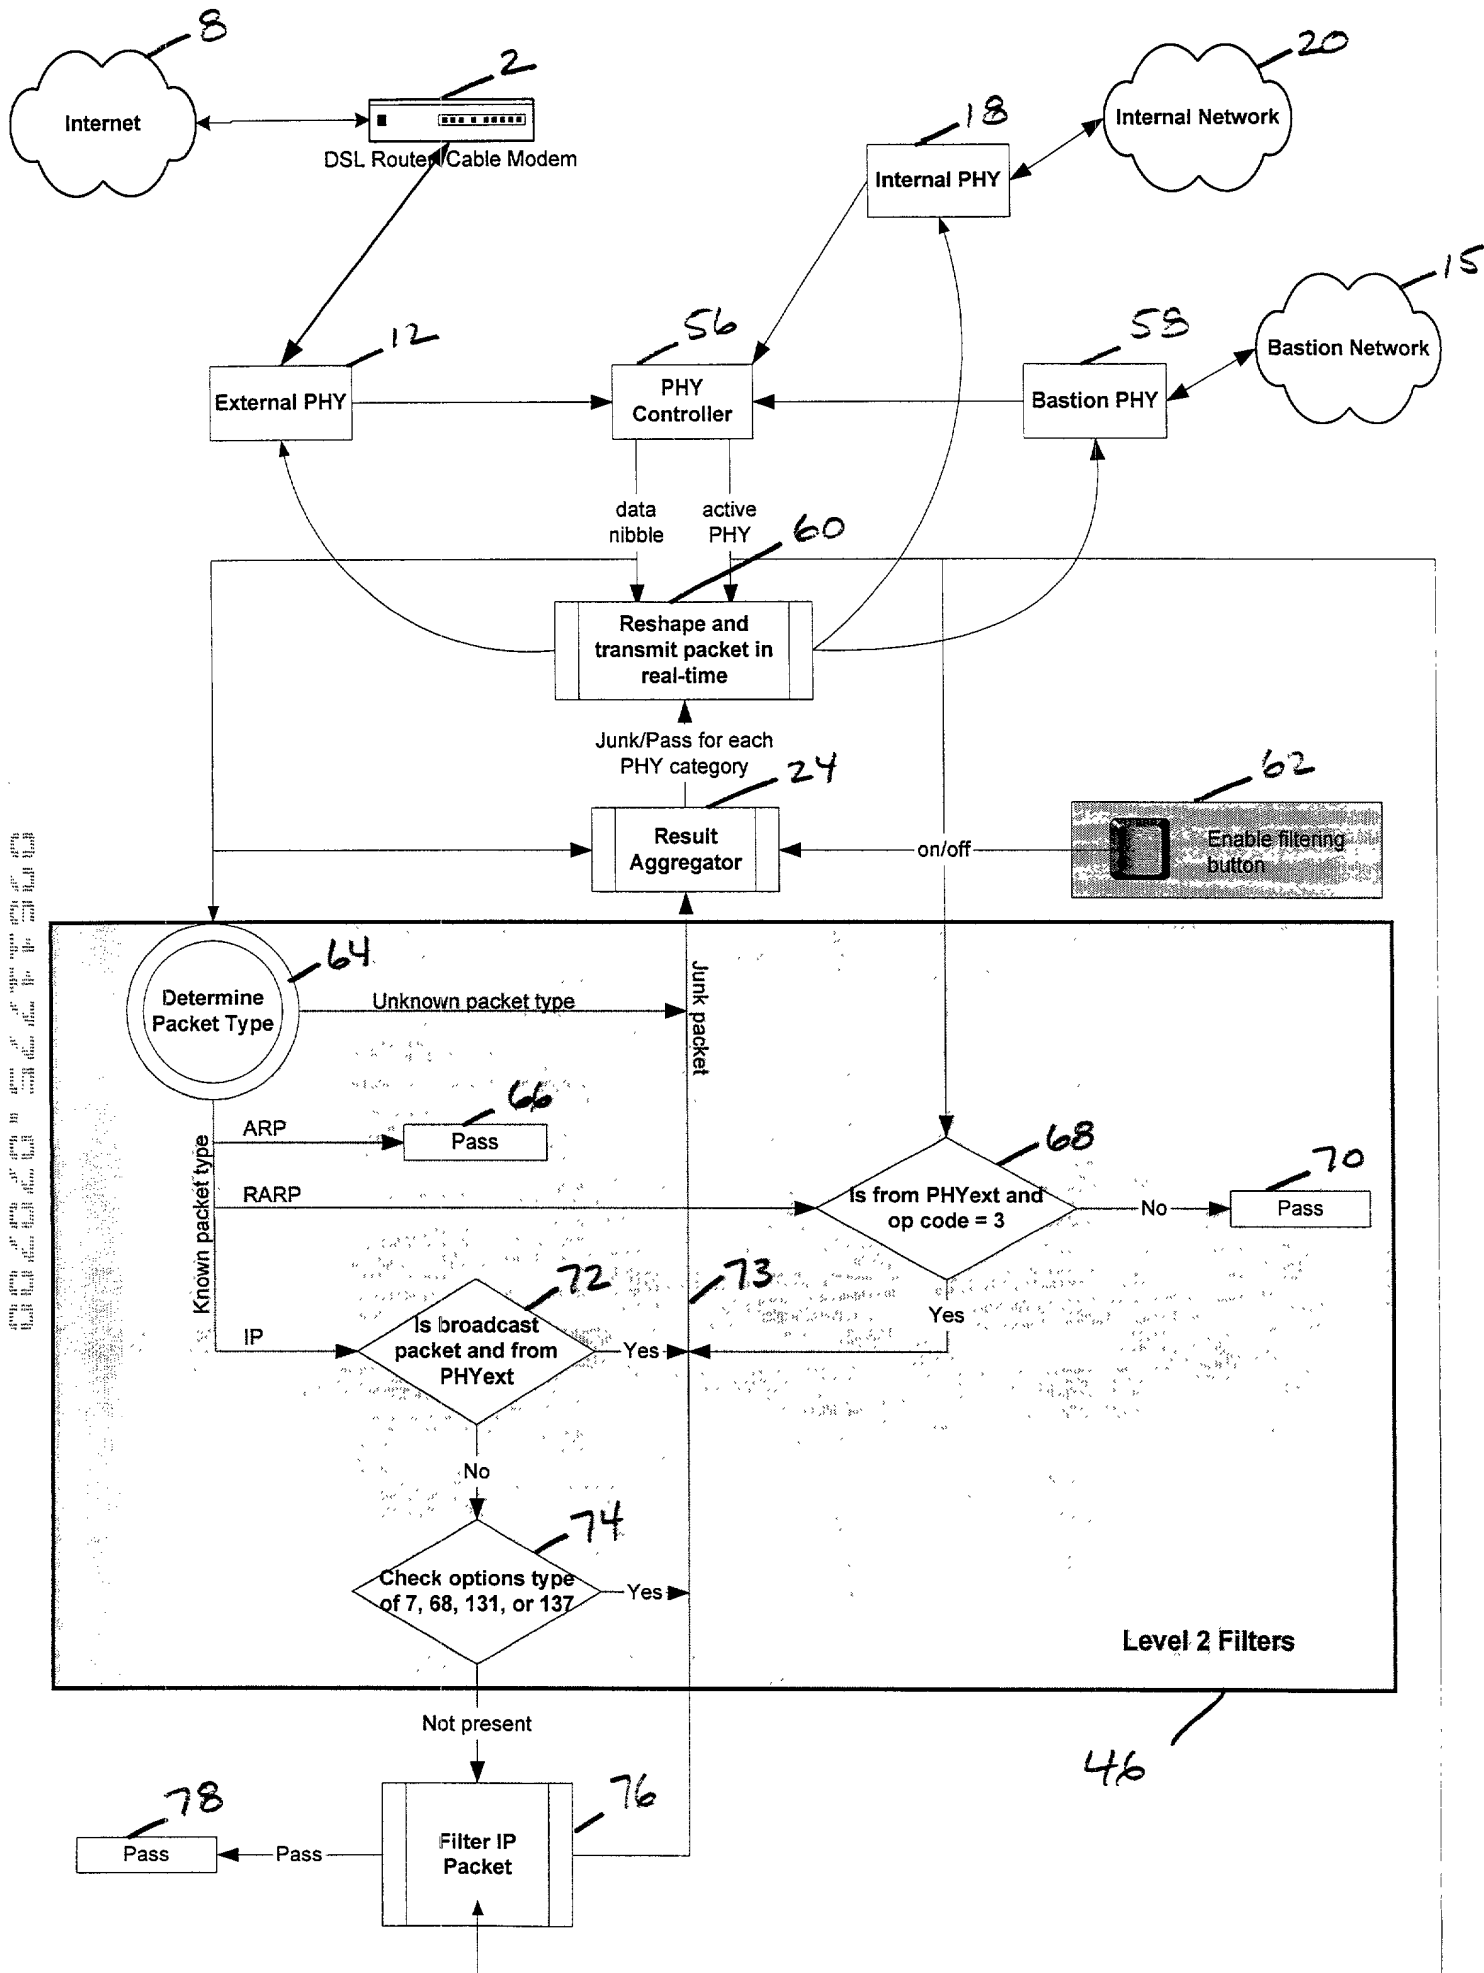 8
2
20
Internet
DSL Router/Cable Modem
18
Internal Network
Internal PHY
15
12
56
58
Bastion Network
External PHY
PHY
Controller
Bastion PHY
data
nibble
active
PHY
60
Reshape and
transmit packet in
real-time
Junk/Pass for each
PHY category
24
62
Result
Aggregator
on/off
Enable filtering
button
64
Determine
Packet Type
Unknown packet type
Junk packet
66
ARP
Pass
68
70
Known packet type
RARP
Is from PHYext and
op code = 3
No
Pass
72
73
Yes
IP
Is broadcast
packet and from
PHYext
Yes
No
74
Check options type
of 7, 68, 131, or 137
Yes
Level 2 Filters
Not present
46
78
76
Pass
Pass
Filter IP
Packet